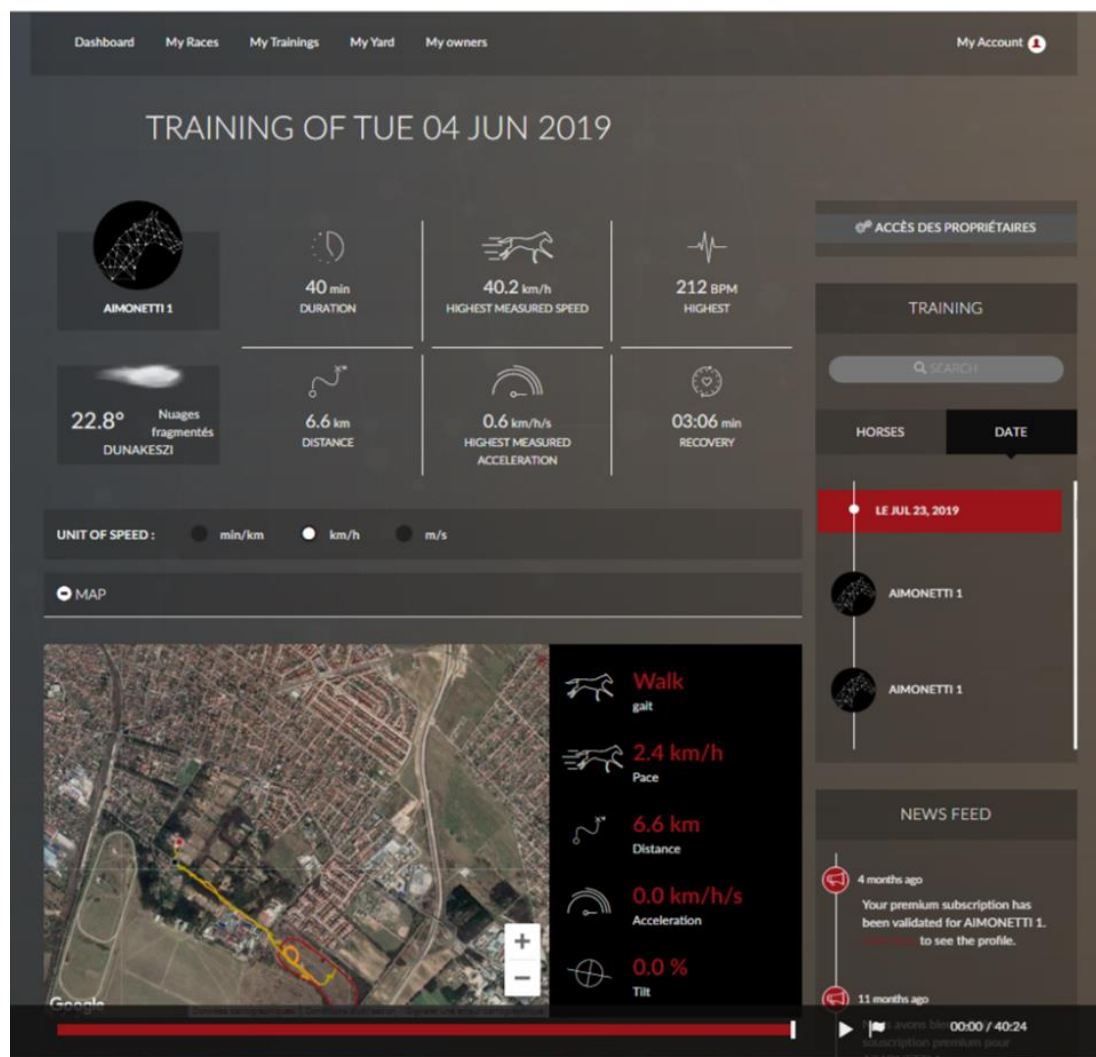 Dashboard My Races My Trainings My Yard My owners My Account
TRAINING OF TUE 04 JUN 2019
AIMONETTI 1
40 min
DURATION
40.2 km/h
HIGHEST MEASURED SPEED
212 BPM
HIGHEST
22.8° Nuages
fragmentés
DUNAKESZI
6.6 km
DISTANCE
0.6 km/h/s
HIGHEST MEASURED
ACCELERATION
03:06 min
RECOVERY
UNIT OF SPEED : min/km km/h m/s
MAP
Walk
gait
2.4 km/h
Pace
6.6 km
Distance
0.0 km/h/s
Acceleration
0.0 %
Tilt
+
−
Google
ACCÈS DES PROPRIÉTAIRES
TRAINING
SEARCH
HORSES DATE
LE JUL 23, 2019
AIMONETTI 1
AIMONETTI 1
NEWS FEED
4 months ago
Your premium subscription has
been validated for AIMONETTI 1.
to see the profile.
11 months ago
avons
souscription premium pour
00:00 / 40:24